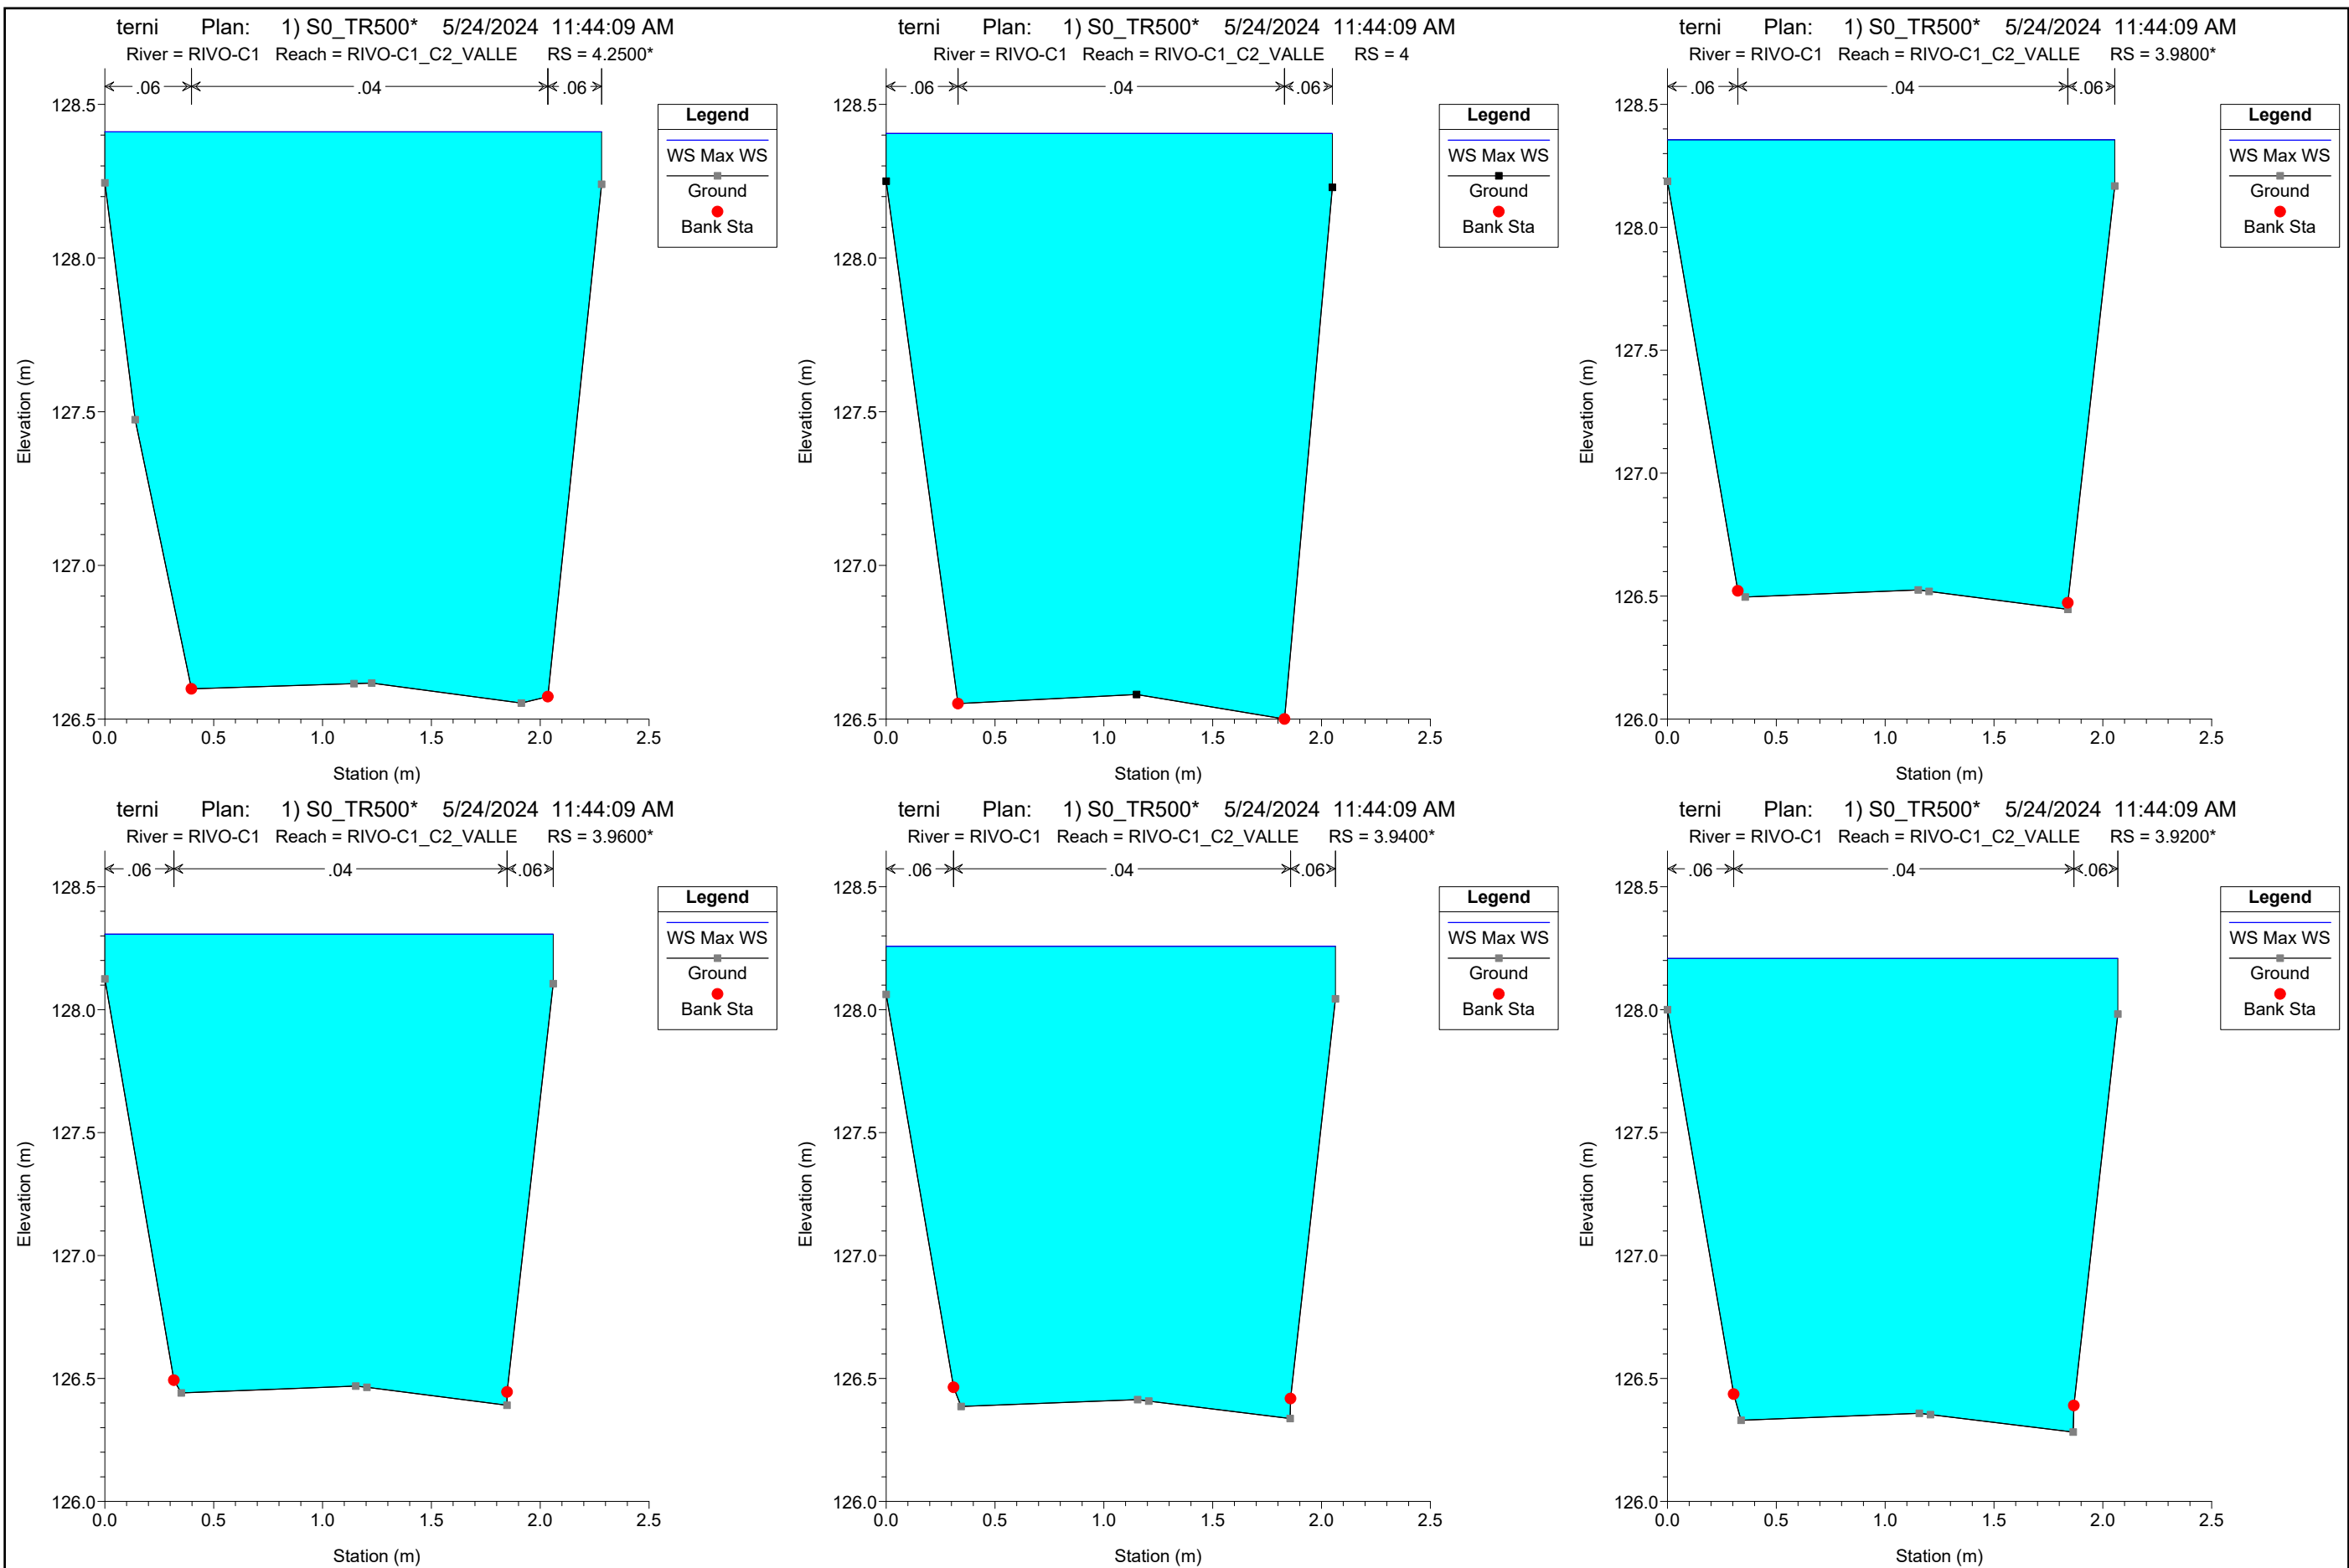 terni Plan: 1) S0_TR500* 5/24/2024 11:44:09 AM
River = RIVO-C1 Reach = RIVO-C1_C2_VALLE RS = 4.2500*
.06 .04 .06
Legend
WS Max WS
Ground
Bank Sta
128.5
128.0
127.5
127.0
126.5
0.0 0.5 1.0 1.5 2.0 2.5
Elevation (m)
Station (m)
terni Plan: 1) S0_TR500* 5/24/2024 11:44:09 AM
River = RIVO-C1 Reach = RIVO-C1_C2_VALLE RS = 4
.06 .04 .06
Legend
WS Max WS
Ground
Bank Sta
128.5
128.0
127.5
127.0
126.5
0.0 0.5 1.0 1.5 2.0 2.5
Elevation (m)
Station (m)
terni Plan: 1) S0_TR500* 5/24/2024 11:44:09 AM
River = RIVO-C1 Reach = RIVO-C1_C2_VALLE RS = 3.9800*
.06 .04 .06
Legend
WS Max WS
Ground
Bank Sta
128.5
128.0
127.5
127.0
126.5
126.0
0.0 0.5 1.0 1.5 2.0 2.5
Elevation (m)
Station (m)
terni Plan: 1) S0_TR500* 5/24/2024 11:44:09 AM
River = RIVO-C1 Reach = RIVO-C1_C2_VALLE RS = 3.9600*
.06 .04 .06
Legend
WS Max WS
Ground
Bank Sta
128.5
128.0
127.5
127.0
126.5
126.0
0.0 0.5 1.0 1.5 2.0 2.5
Elevation (m)
Station (m)
terni Plan: 1) S0_TR500* 5/24/2024 11:44:09 AM
River = RIVO-C1 Reach = RIVO-C1_C2_VALLE RS = 3.9400*
.06 .04 .06
Legend
WS Max WS
Ground
Bank Sta
128.5
128.0
127.5
127.0
126.5
126.0
0.0 0.5 1.0 1.5 2.0 2.5
Elevation (m)
Station (m)
terni Plan: 1) S0_TR500* 5/24/2024 11:44:09 AM
River = RIVO-C1 Reach = RIVO-C1_C2_VALLE RS = 3.9200*
.06 .04 .06
Legend
WS Max WS
Ground
Bank Sta
128.5
128.0
127.5
127.0
126.5
126.0
0.0 0.5 1.0 1.5 2.0 2.5
Elevation (m)
Station (m)